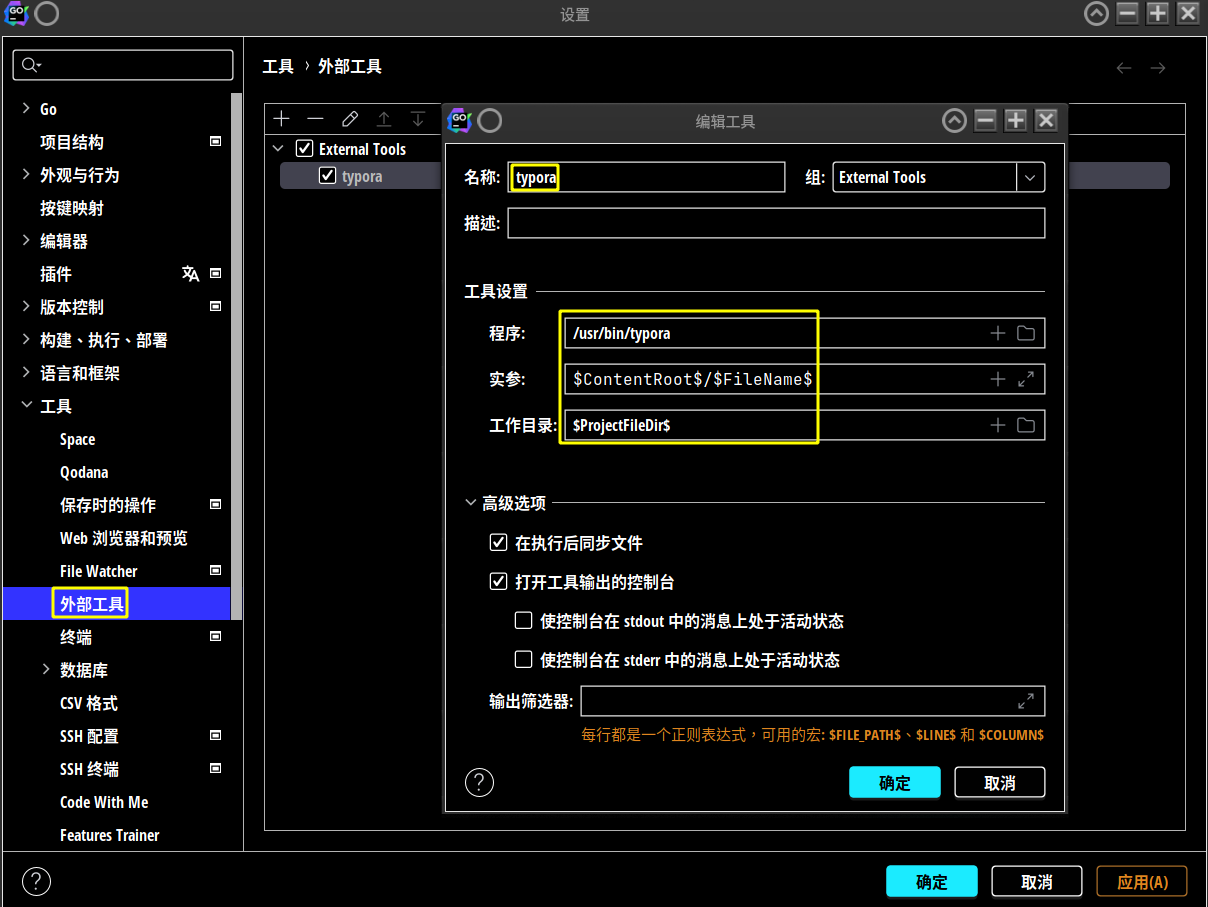 设置
工具 › 外部工具
Go
项目结构
外观与行为
按键映射
编辑器
插件
版本控制
构建、执行、部署
语言和框架
工具
Space
Qodana
保存时的操作
Web 浏览器和预览
File Watcher
外部工具
终端
数据库
CSV 格式
SSH 配置
SSH 终端
Code With Me
Features Trainer
External Tools
typora
编辑工具
名称: typora 组: External Tools
描述:
工具设置
程序: /usr/bin/typora
实参: $ContentRoot$/$FileName$
工作目录: $ProjectFileDir$
高级选项
在执行后同步文件
打开工具输出的控制台
使控制台在 stdout 中的消息上处于活动状态
使控制台在 stderr 中的消息上处于活动状态
输出筛选器:
每行都是一个正则表达式，可用的宏: $FILE_PATH$、$LINE$ 和 $COLUMN$
? 确定 取消
? 确定 取消 应用(A)